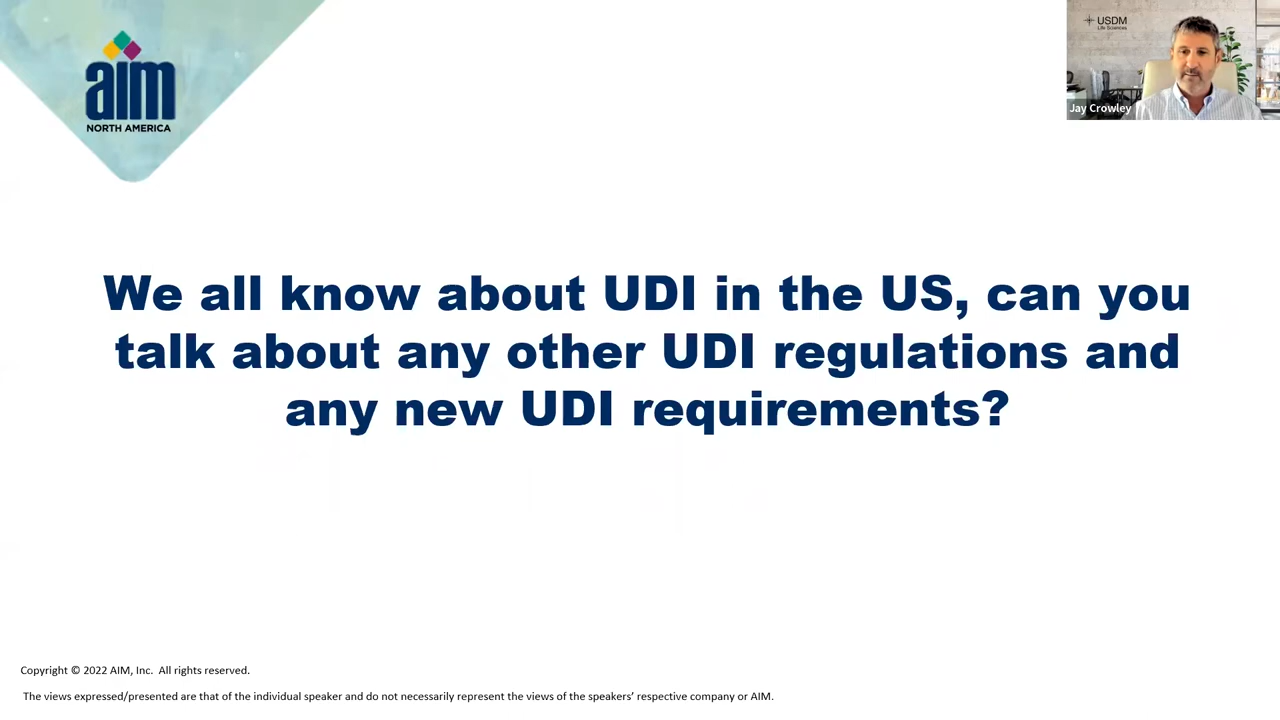 aim
NORTH AMERICA
USDM
Life Sciences
Jay Crowley
We all know about UDI in the US, can you
talk about any other UDI regulations and
any new UDI requirements?
Copyright © 2022 AIM, Inc. All rights reserved.
The views expressed/presented are that of the individual speaker and do not necessarily represent the views of the speakers’ respective company or AIM.